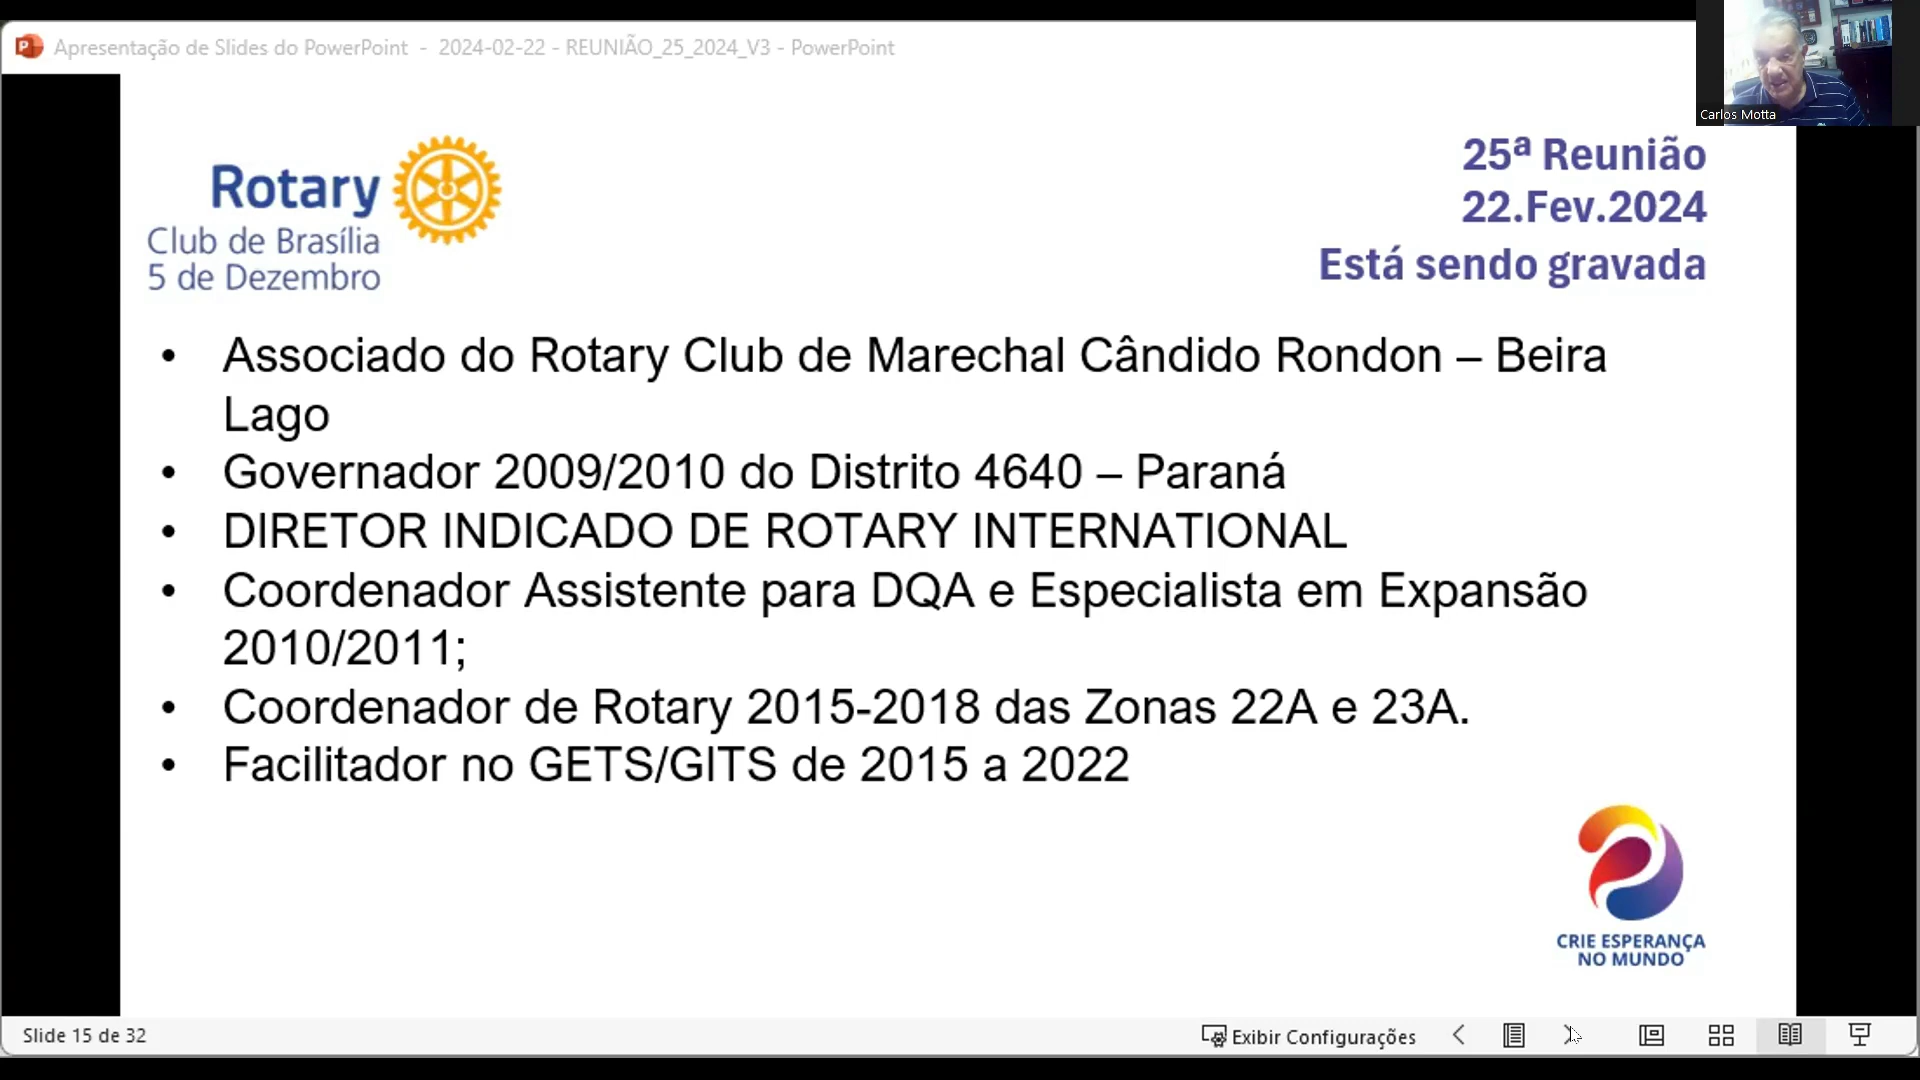 Apresentação de Slides do PowerPoint - 2024-02-22 - REUNIÃO_25_2024_V3 - PowerPoint
Carlos Motta
Rotary
Club de Brasília
5 de Dezembro
25ª Reunião
22.Fev.2024
Está sendo gravada
• Associado do Rotary Club de Marechal Cândido Rondon – Beira
Lago
• Governador 2009/2010 do Distrito 4640 – Paraná
• DIRETOR INDICADO DE ROTARY INTERNATIONAL
• Coordenador Assistente para DQA e Especialista em Expansão
2010/2011;
• Coordenador de Rotary 2015-2018 das Zonas 22A e 23A.
• Facilitador no GETS/GITS de 2015 a 2022
CRIE ESPERANÇA
NO MUNDO
Slide 15 de 32
Exibir Configurações